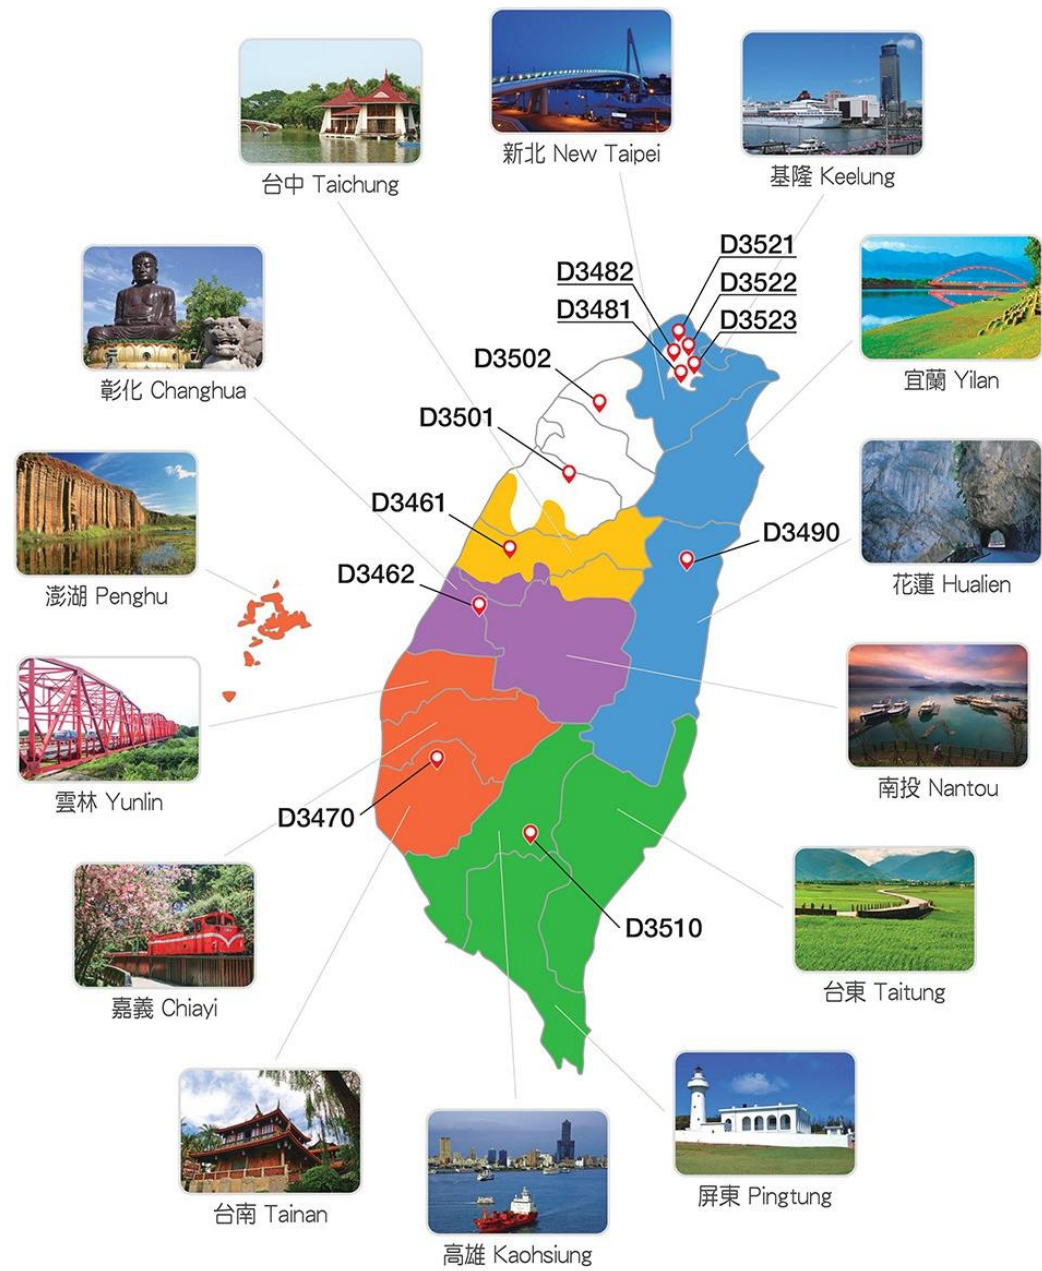 新北 New Taipei
台中 Taichung
基隆 Keelung
D3521
D3482
D3522
D3481
D3523
D3502
彰化 Changhua
宜蘭 Yilan
D3501
D3461
D3490
D3462
澎湖 Penghu
花蓮 Hualien
雲林 Yunlin
南投 Nantou
D3470
D3510
嘉義 Chiayi
台東 Taitung
台南 Tainan
屏東 Pingtung
高雄 Kaohsiung